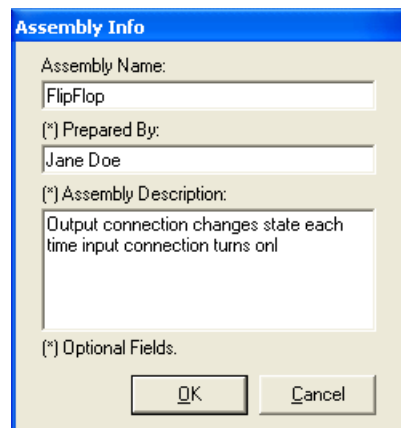 Assembly Info
Assembly Name:
FlipFlop
(*) Prepared By:
Jane Doe
(*) Assembly Description:
Output connection changes state each
time input connection turns onl
(*) Optional Fields.
OK
Cancel